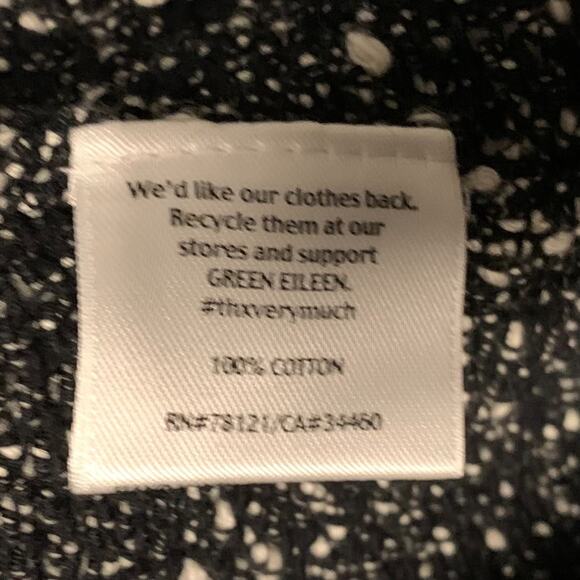 We'd like our clothes back.
Recycle them at our
stores and support
GREEN EILEEN.
#thxverymuch
100% COTTON
RN#78121/CA#34460